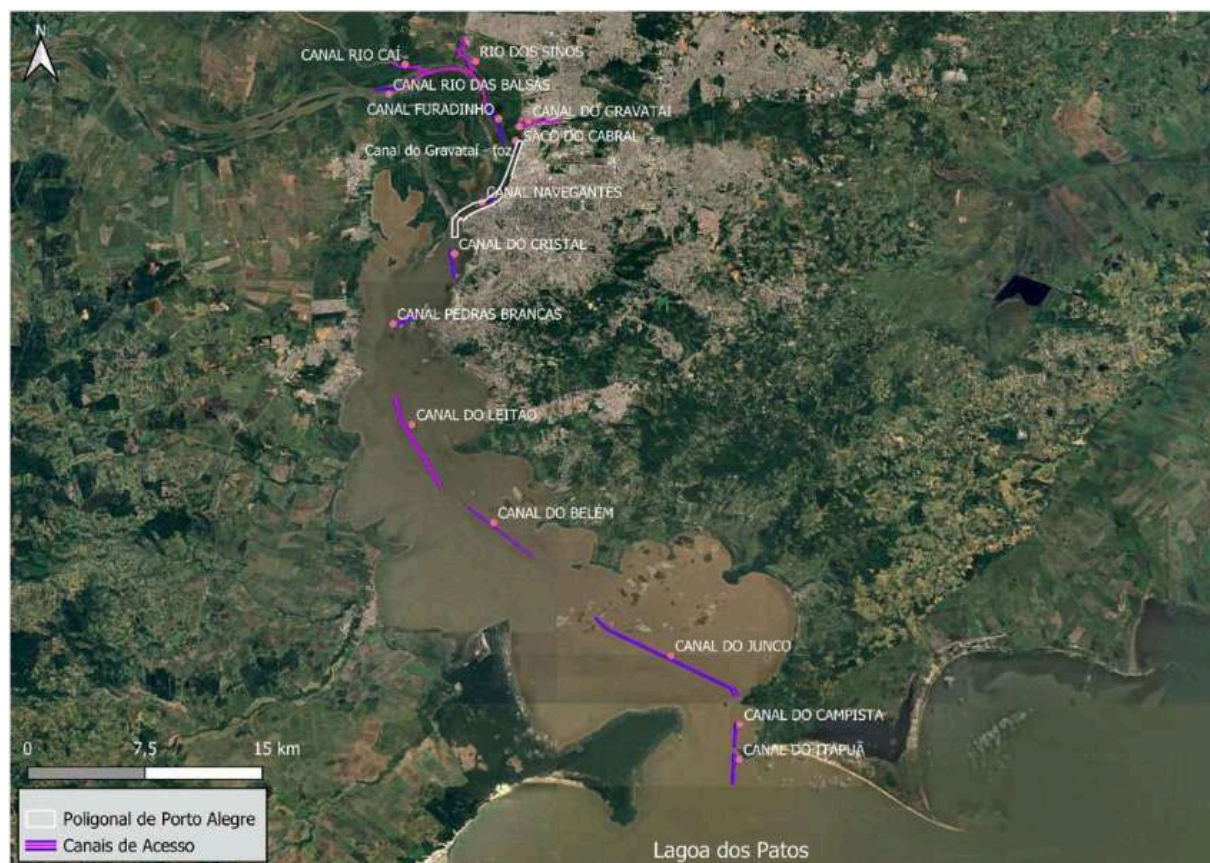 N
CANAL RIO CAÍ
RIO DOS SINOS
CANAL RIO DAS BALSAS
CANAL FURADINHO
CANAL DO GRAVATAÍ
SACO DO CABRAL
Canal do Gravataí - foz
CANAL NAVEGANTES
CANAL DO CRISTAL
CANAL PEDRAS BRANCAS
CANAL DO LEITÃO
CANAL DO BELÉM
CANAL DO JUNCO
CANAL DO CAMPISTA
CANAL DO ITAPUÃ
0 7,5 15 km
Poligonal de Porto Alegre
Canais de Acesso
Lagoa dos Patos